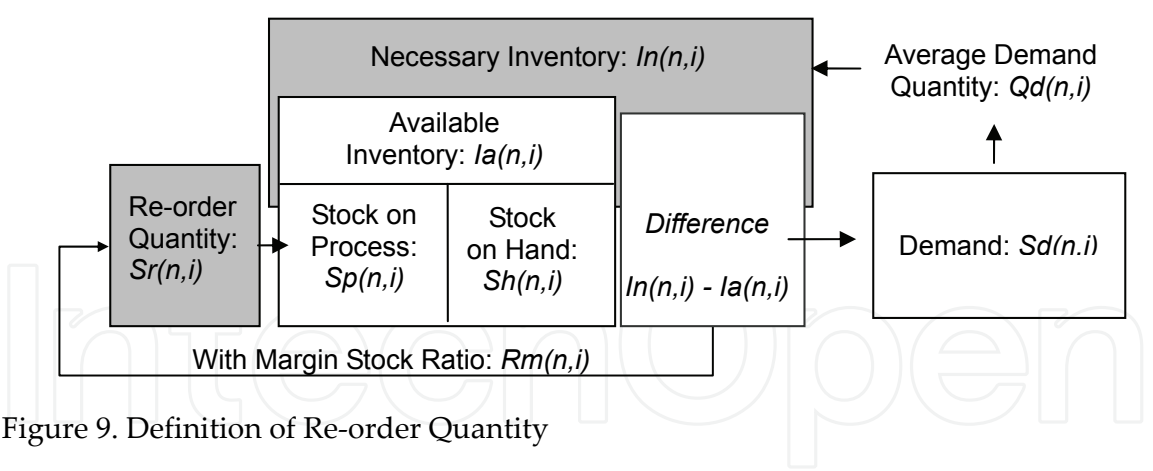 Necessary Inventory: In(n,i)
Average Demand
Quantity: Qd(n,i)
Available
Inventory: Ia(n,i)
Re-order
Quantity:
Sr(n,i)
Stock on
Process:
Sp(n,i)
Stock
on Hand:
Sh(n,i)
Difference
In(n,i) - Ia(n,i)
Demand: Sd(n,i)
With Margin Stock Ratio: Rm(n,i)
IntechOpen
Figure 9. Definition of Re-order Quantity